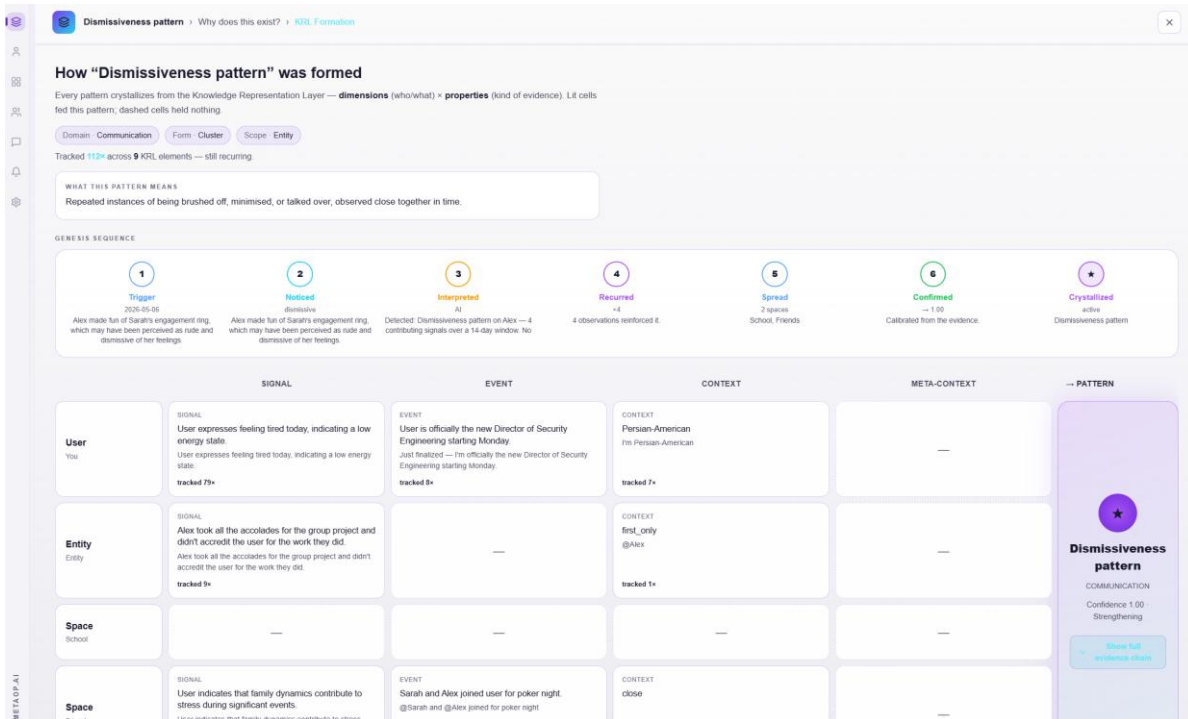 Dismissiveness pattern › Why does this exist? › KRL Formation
How “Dismissiveness pattern” was formed
Every pattern crystallizes from the Knowledge Representation Layer — dimensions (who/what) × properties (kind of evidence). Lit cells
fed this pattern; dashed cells held nothing.
Domain · Communication
Form · Cluster
Scope · Entity
Tracked 112× across 9 KRL elements — still recurring.
WHAT THIS PATTERN MEANS
Repeated instances of being brushed off, minimised, or talked over, observed close together in time.
GENESIS SEQUENCE
1
Trigger
2026-05-06
Alex made fun of Sarah's engagement ring,
which may have been perceived as rude and
dismissive of her feelings.
2
Noticed
dismissive
Alex made fun of Sarah's engagement ring,
which may have been perceived as rude and
dismissive of her feelings.
3
Interpreted
AI
Detected: Dismissiveness pattern on Alex — 4
contributing signals over a 14-day window. No
4
Recurred
×4
4 observations reinforced it.
5
Spread
2 spaces
School, Friends
6
Confirmed
→ 1.00
Calibrated from the evidence.
★
Crystallized
active
Dismissiveness pattern
SIGNAL
EVENT
CONTEXT
META-CONTEXT
→ PATTERN
User
You
SIGNAL
User expresses feeling tired today, indicating a low
energy state.
User expresses feeling tired today, indicating a low energy
state.
tracked 79×
EVENT
User is officially the new Director of Security
Engineering starting Monday.
Just finalized — I'm officially the new Director of Security
Engineering starting Monday.
tracked 8×
CONTEXT
Persian-American
I'm Persian-American
tracked 7×
—
Entity
Entity
SIGNAL
Alex took all the accolades for the group project and
didn't accredit the user for the work they did.
Alex took all the accolades for the group project and didn't
accredit the user for the work they did.
tracked 9×
—
CONTEXT
first_only
@Alex
tracked 1×
—
Space
School
—
—
—
—
Space
SIGNAL
User indicates that family dynamics contribute to
stress during significant events.
User indicates that family dynamics contribute to stress
EVENT
Sarah and Alex joined user for poker night.
@Sarah and @Alex joined for poker night
CONTEXT
close
—
★
Dismissiveness
pattern
COMMUNICATION
Confidence 1.00 ·
Strengthening
Show full
evidence chain
METAOP.AI